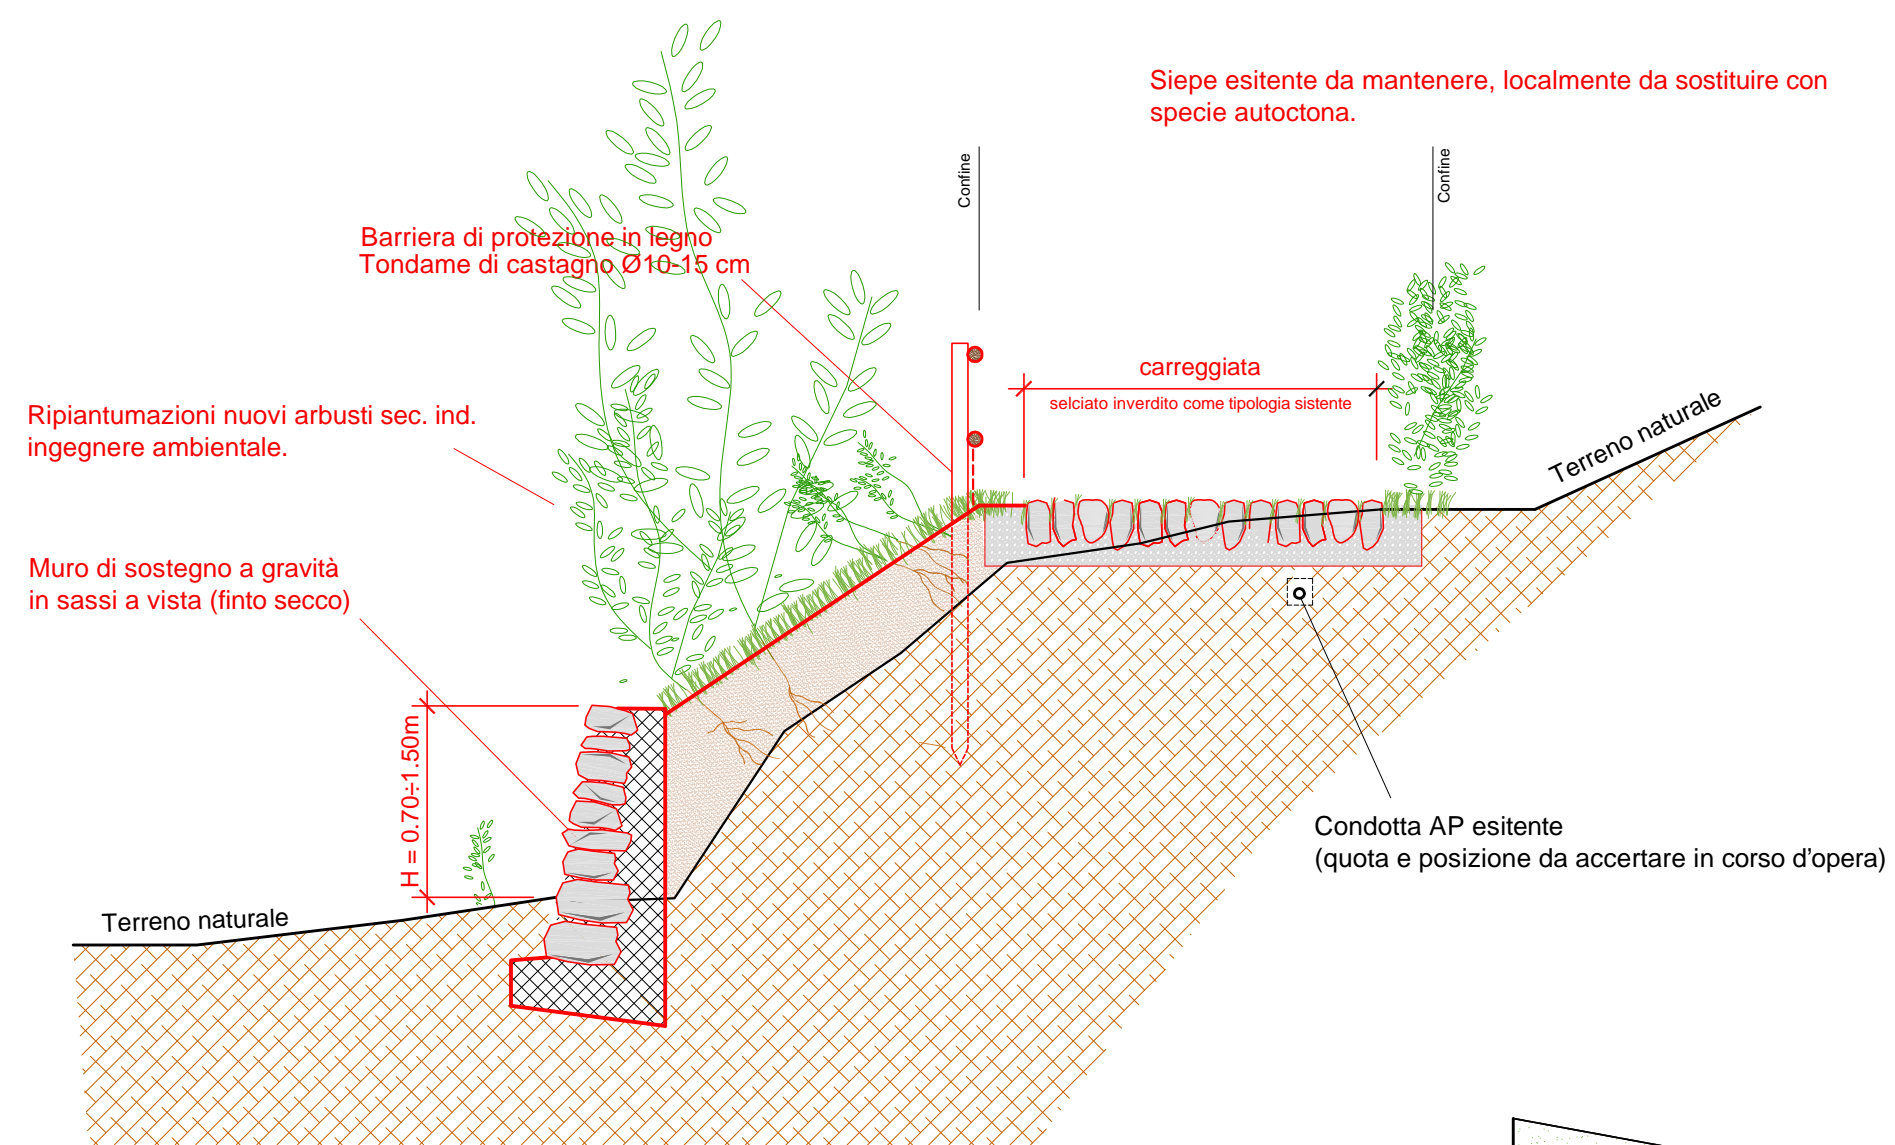 Siepe esitente da mantenere, localmente da sostituire con
specie autoctona.
Confine
Confine
Barriera di protezione in legno
Tondame di castagno Ø10-15 cm
carreggiata
selciato inverdito come tipologia sistente
Ripiantumazioni nuovi arbusti sec. ind.
ingegnere ambientale.
Terreno naturale
Muro di sostegno a gravità
in sassi a vista (finto secco)
H = 0.70÷1.50m
Condotta AP esitente
(quota e posizione da accertare in corso d'opera)
Terreno naturale